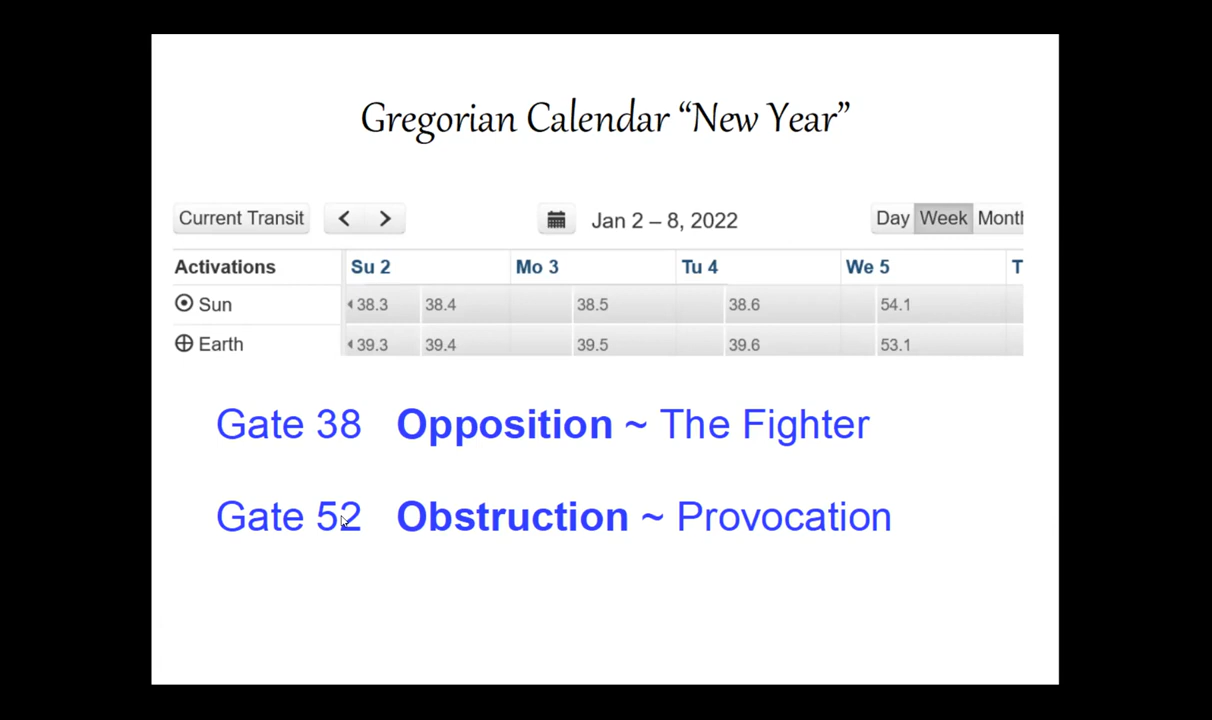 Gregorian Calendar “New Year”
Current Transit < > Jan 2 – 8, 2022 Day Week Month
Activations Su 2 Mo 3 Tu 4 We 5 T
Sun 38.3 38.4 38.5 38.6 54.1
Earth 39.3 39.4 39.5 39.6 53.1
Gate 38 Opposition ~ The Fighter
Gate 52 Obstruction ~ Provocation